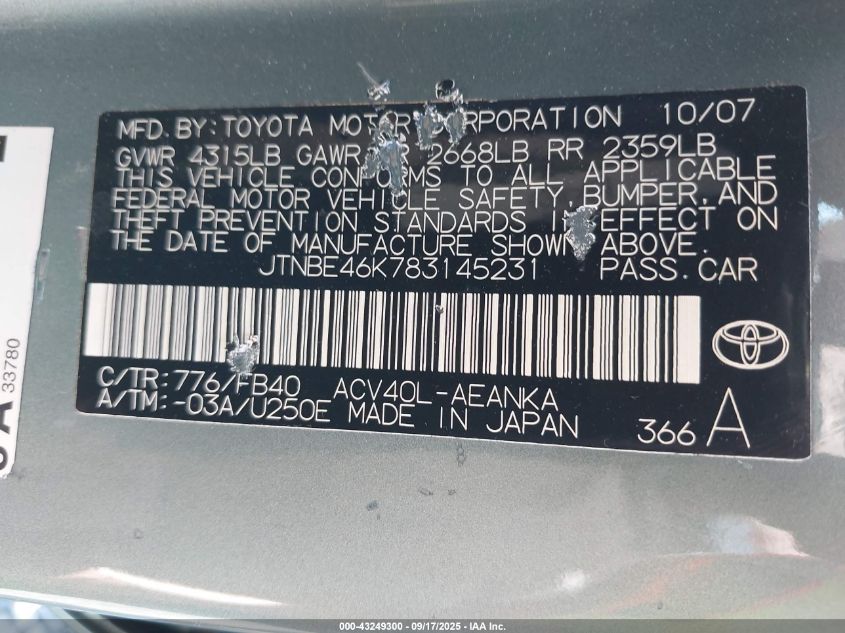 MFD. BY: TOYOTA MOTOR CORPORATION 10/07
GVWR 4315LB GAWR 2668LB RR 2359LB
THIS VEHICLE CONFORMS TO ALL APPLICABLE
FEDERAL MOTOR VEHICLE SAFETY, BUMPER, AND
THEFT PREVENTION STANDARDS IN EFFECT ON
THE DATE OF MANUFACTURE SHOWN ABOVE.
JTNBE46K783145231 PASS. CAR
C/TR: 776/FB40 ACV40L-AEANKA
A/TM: -03A/U250E MADE IN JAPAN
366 A
33780
000-43249300 - 09/17/2025 - IAA Inc.